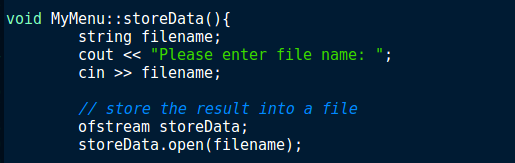 void MyMenu::storeData(){
        string filename;
        cout << "Please enter file name: ";
        cin >> filename;

        // store the result into a file
        ofstream storeData;
        storeData.open(filename);